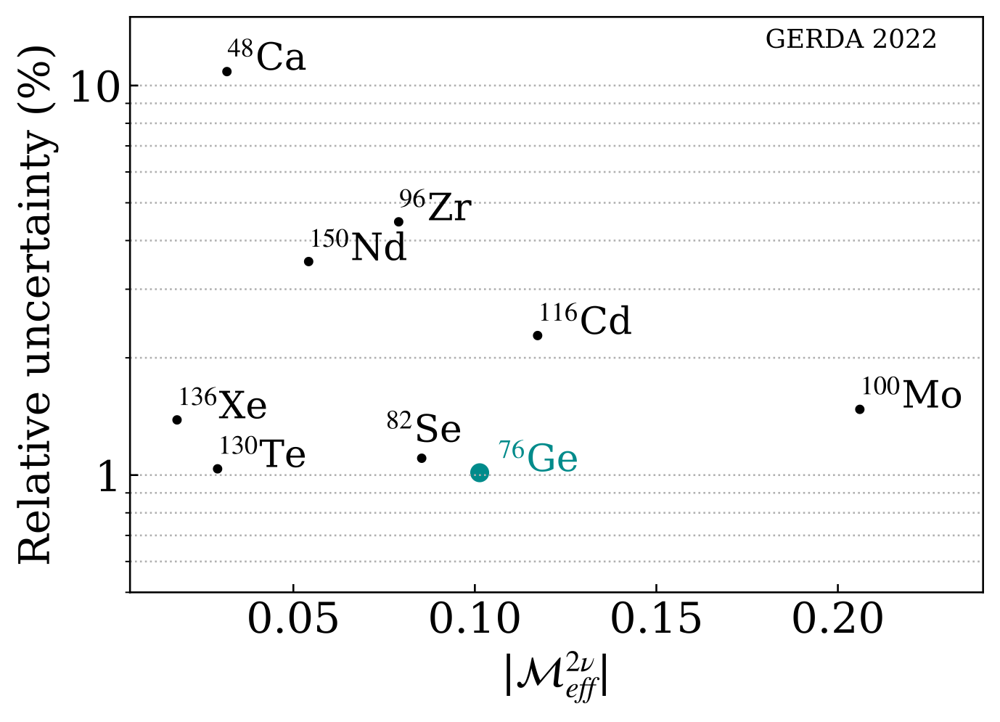 GERDA 2022
⁴⁸Ca
10
⁹⁶Zr
¹⁵⁰Nd
¹¹⁶Cd
¹⁰⁰Mo
¹³⁶Xe
⁸²Se
¹³⁰Te
⁷⁶Ge
1
Relative uncertainty (%)
0.05 0.10 0.15 0.20
|ℳ²ᵛ_eff|